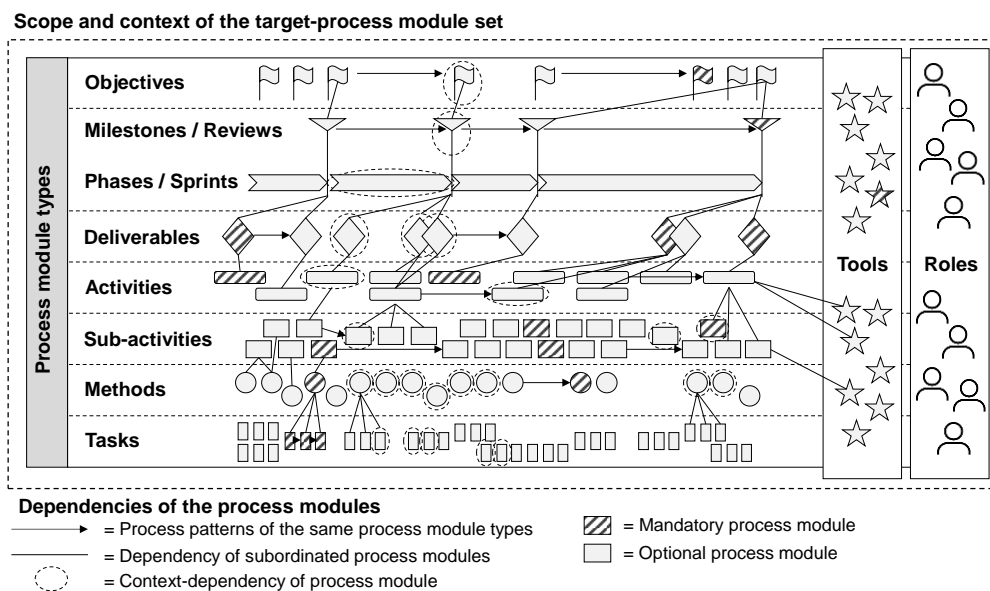 Scope and context of the target-process module set
Process module types
Objectives
Milestones / Reviews
Phases / Sprints
Deliverables
Activities
Sub-activities
Methods
Tasks
Tools
Roles
Dependencies of the process modules
= Process patterns of the same process module types
= Dependency of subordinated process modules
= Context-dependency of process module
= Mandatory process module
= Optional process module